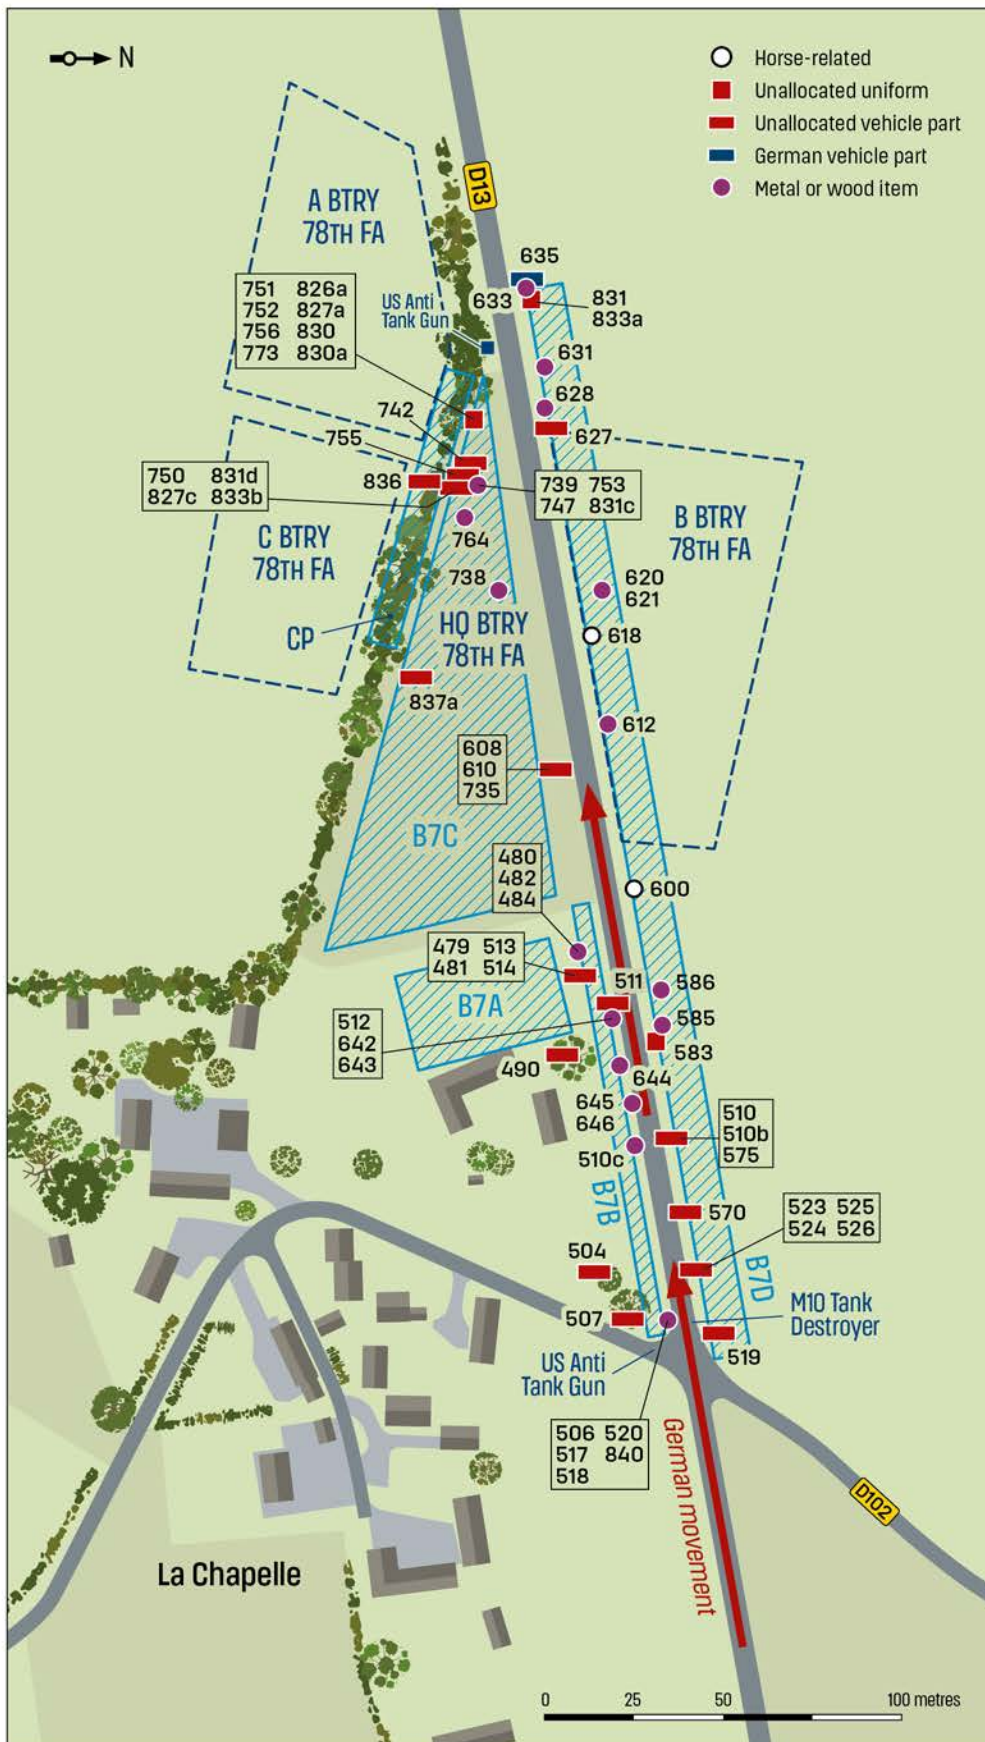 N
Horse-related
Unallocated uniform
Unallocated vehicle part
German vehicle part
Metal or wood item
D13
A BTRY
78TH FA
635
751 826a
752 827a
756 830
773 830a
US Anti
Tank Gun
633
831
833a
631
628
742
755
627
750 831d
827c 833b
836
739 753
747 831c
C BTRY
78TH FA
764
B BTRY
78TH FA
738
620
621
CP
HQ BTRY
78TH FA
618
837a
612
608
610
735
B7C
480
482
484
600
479 513
481 514
511
586
B7A
512
642
643
585
583
490
644
645
646
510
510b
575
510c
B7B
570
523 525
524 526
504
B7D
507
M10 Tank
Destroyer
519
US Anti
Tank Gun
506 520
517 840
518
German movement
D102
La Chapelle
0 25 50 100 metres